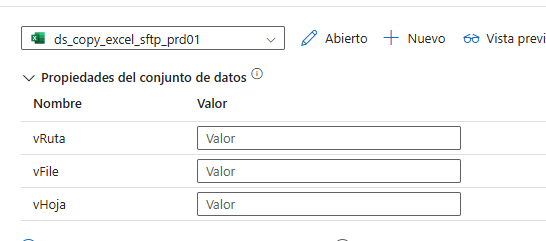 ds_copy_excel_sftp_prd01 Abierto Nuevo Vista previ
Propiedades del conjunto de datos
Nombre Valor
vRuta Valor
vFile Valor
vHoja Valor